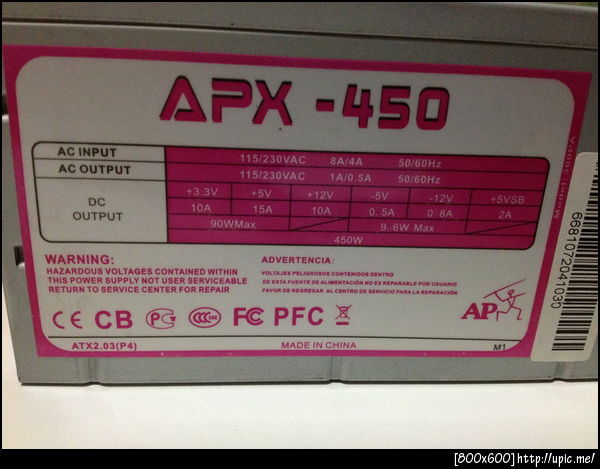 APX -450
AC INPUT 115/230VAC 8A/4A 50/60Hz
AC OUTPUT 115/230VAC 1A/0.5A 50/60Hz
DC OUTPUT +3.3V +5V +12V -5V -12V +5VSB
10A 15A 10A 0.5A 0.8A 2A
90WMax 9.6W Max
450W
WARNING:
HAZARDOUS VOLTAGES CONTAINED WITHIN
THIS POWER SUPPLY NOT USER SERVICEABLE
RETURN TO SERVICE CENTER FOR REPAIR
ADVERTENCIA:
VOLTAJES PELIGROSOS CONTENIDOS DENTRO
DE ESTA FUENTE DE ALIMENTACIÓN NO ES REPARABLE POR USUARIO
FAVOR DE REGRESAR AL CENTRO DE SERVICIO PARA LA REPARACIÓN
CE CB PC CCC FC PFC
AP
ATX2.03(P4) MADE IN CHINA M1
6681072041030
[800x600]http://upic.me/